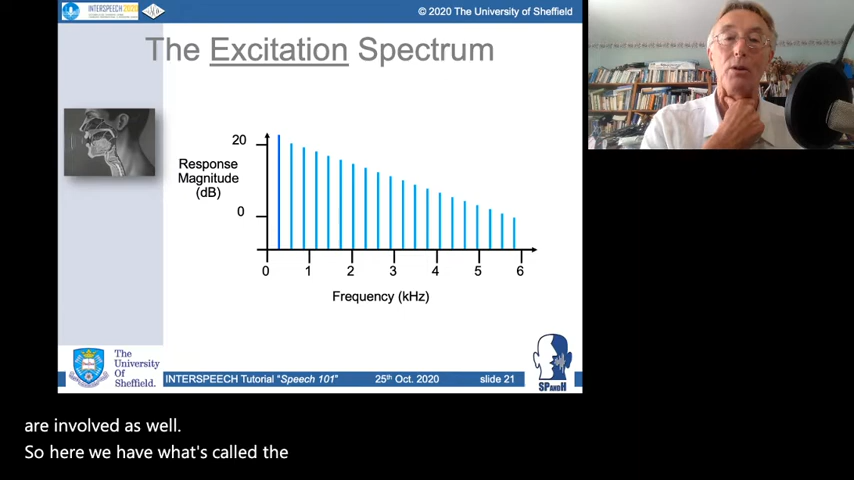 INTERSPEECH 2020
© 2020 The University of Sheffield
The Excitation Spectrum
20
Response
Magnitude
(dB)
0
0 1 2 3 4 5 6
Frequency (kHz)
The
University
Of
Sheffield.
INTERSPEECH Tutorial "Speech 101" 25th Oct. 2020 slide 21
SPandH
are involved as well.
So here we have what's called the